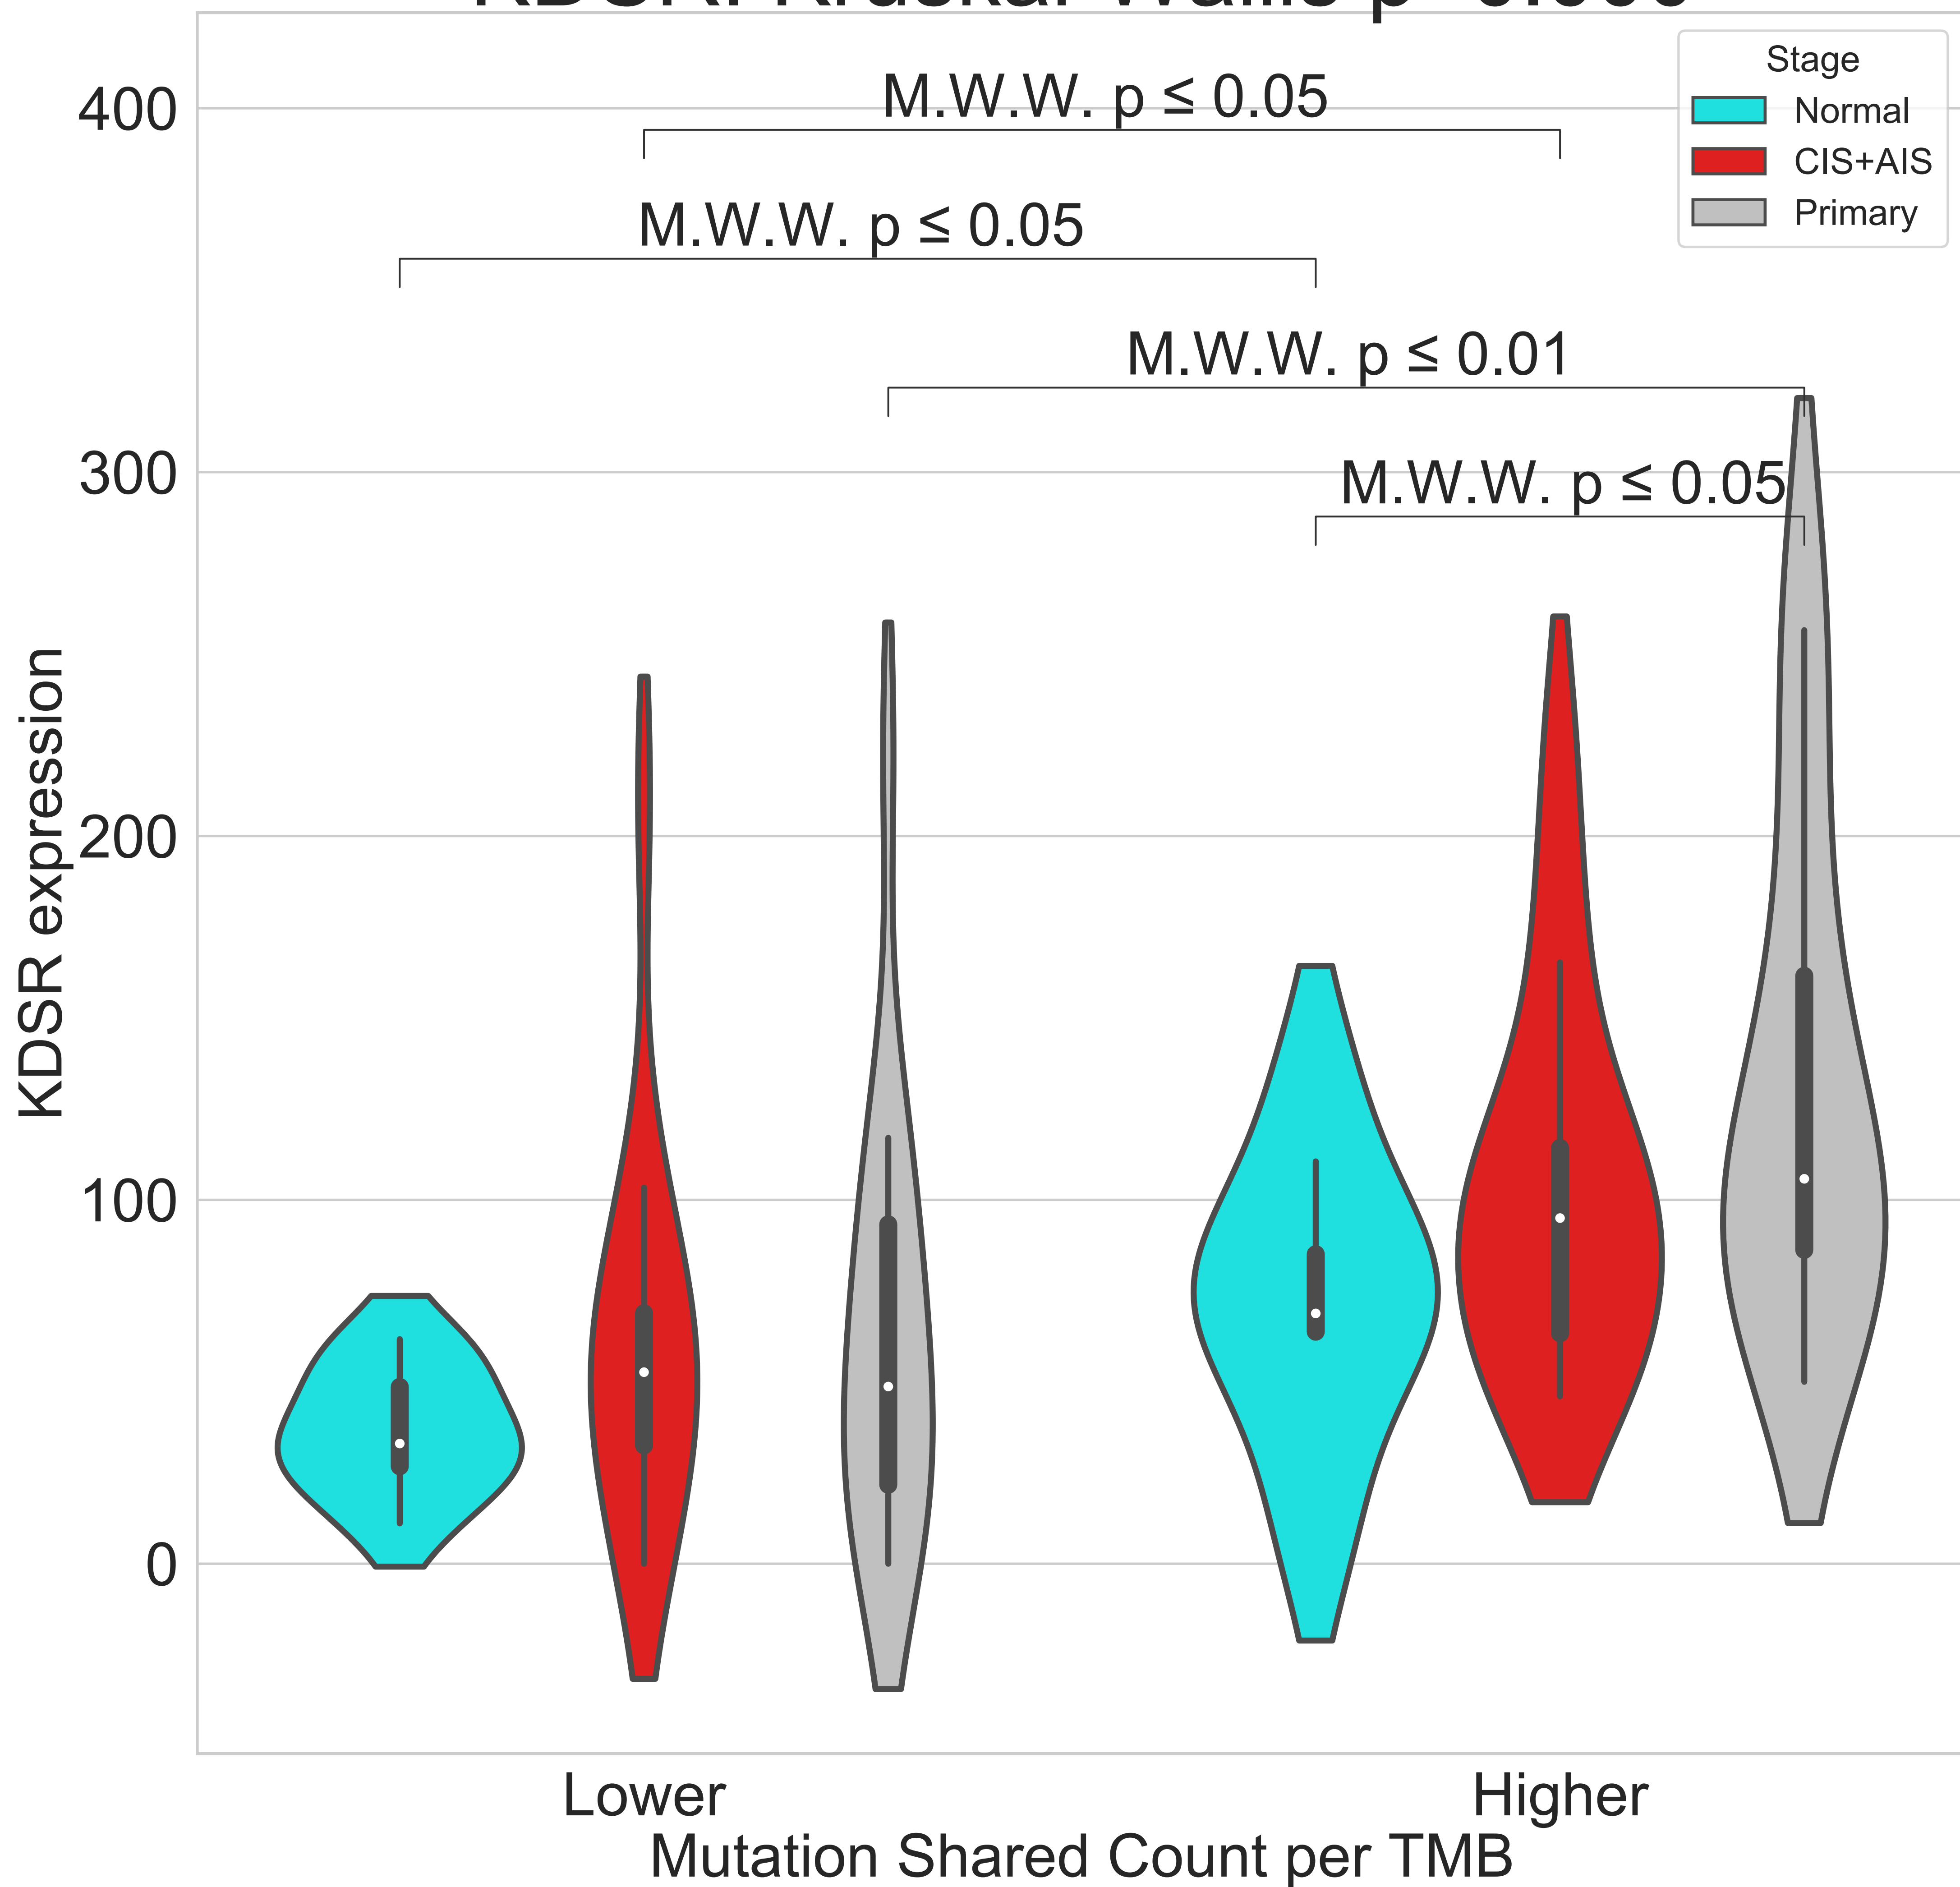 Stage
Normal
CIS+AIS
Primary
M.W.W. p ≤ 0.05
M.W.W. p ≤ 0.05
M.W.W. p ≤ 0.01
M.W.W. p ≤ 0.05
400
300
200
100
0
KDSR expression
Lower
Higher
Mutation Shared Count per TMB